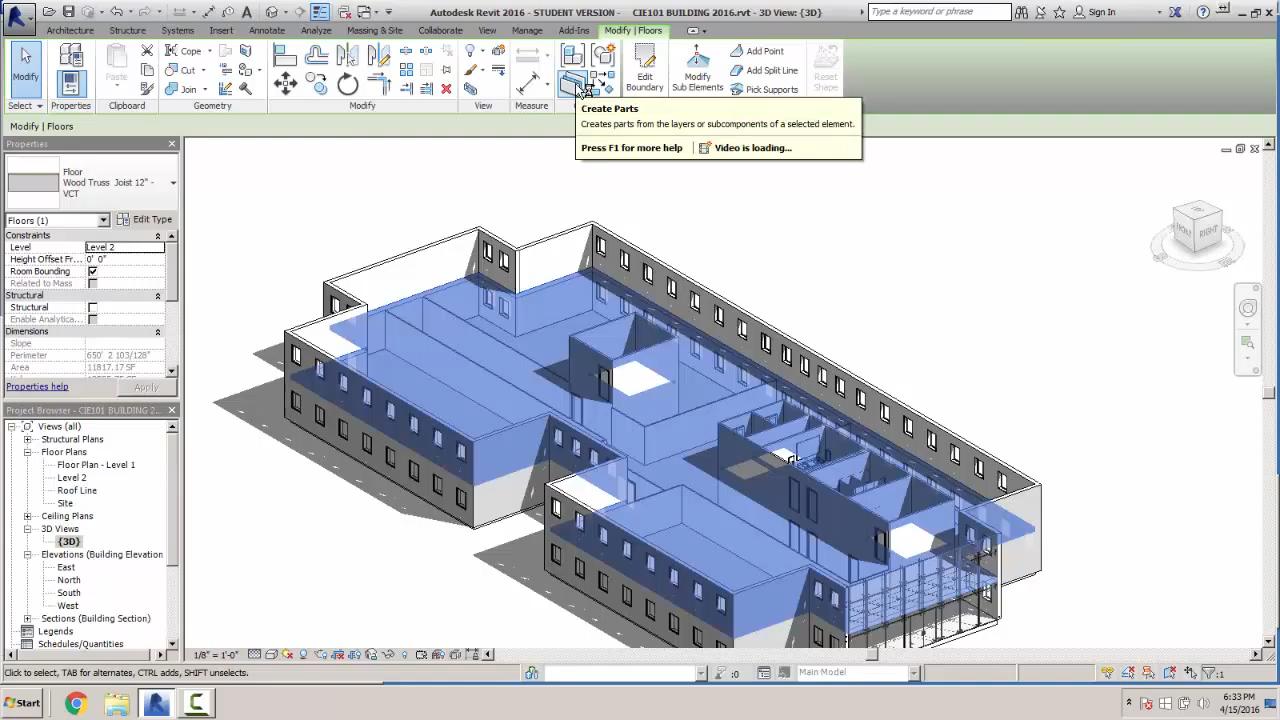 Autodesk Revit 2016 - STUDENT VERSION - CIE101 BUILDING 2016.rvt - 3D View: {3D}
Type a keyword or phrase
Sign In
Architecture Structure Systems Insert Annotate Analyze Massing & Site Collaborate View Manage Add-Ins Modify | Floors
Modify
Paste
Cope
Cut
Join
Edit Boundary
Modify Sub Elements
Add Point
Add Split Line
Pick Supports
Reset Shape
Select Properties Clipboard Geometry Modify View Measure
Create Parts
Creates parts from the layers or subcomponents of a selected element.
Press F1 for more help
Video is loading...
Modify | Floors
Properties
Floor
Wood Truss Joist 12" -
VCT
Floors (1)
Edit Type
Constraints
Level Level 2
Height Offset Fr... 0' 0"
Room Bounding
Related to Mass
Structural
Structural
Enable Analytica...
Dimensions
Slope
Perimeter 650' 2 103/128"
Area 11817.17 SF
Properties help
Apply
Project Browser - CIE101 BUILDING 2...
Views (all)
Structural Plans
Floor Plans
Floor Plan - Level 1
Level 2
Roof Line
Site
Ceiling Plans
3D Views
{3D}
Elevations (Building Elevation
East
North
South
West
Sections (Building Section)
Legends
Schedules/Quantities
FRONT
RIGHT
1/8" = 1'-0"
Click to select, TAB for alternates, CTRL adds, SHIFT unselects.
:0
Main Model
:1
Start
6:33 PM
4/15/2016